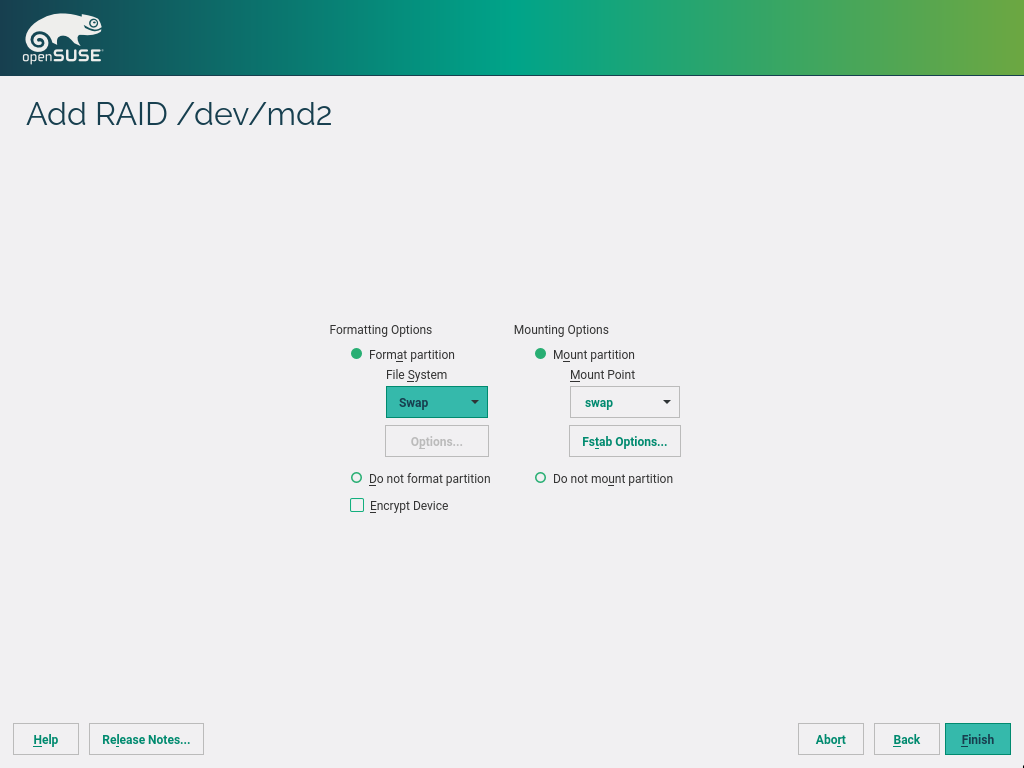 openSUSE
Add RAID /dev/md2
Formatting Options
Format partition
File System
Swap
Options...
Do not format partition
Encrypt Device
Mounting Options
Mount partition
Mount Point
swap
Fstab Options...
Do not mount partition
Help
Release Notes...
Abort
Back
Finish